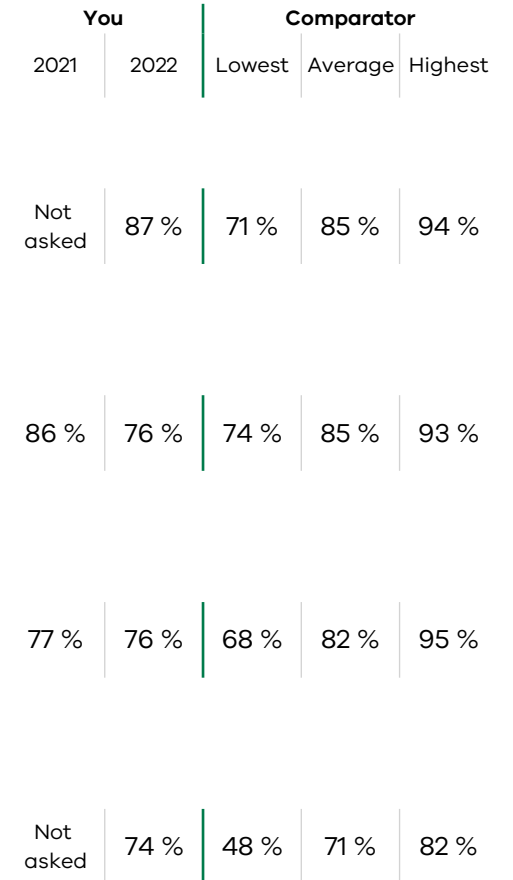 You Comparator
2021 2022 Lowest Average Highest
Not
asked
87 % 71 % 85 % 94 %
86 % 76 % 74 % 85 % 93 %
77 % 76 % 68 % 82 % 95 %
Not
asked
74 % 48 % 71 % 82 %